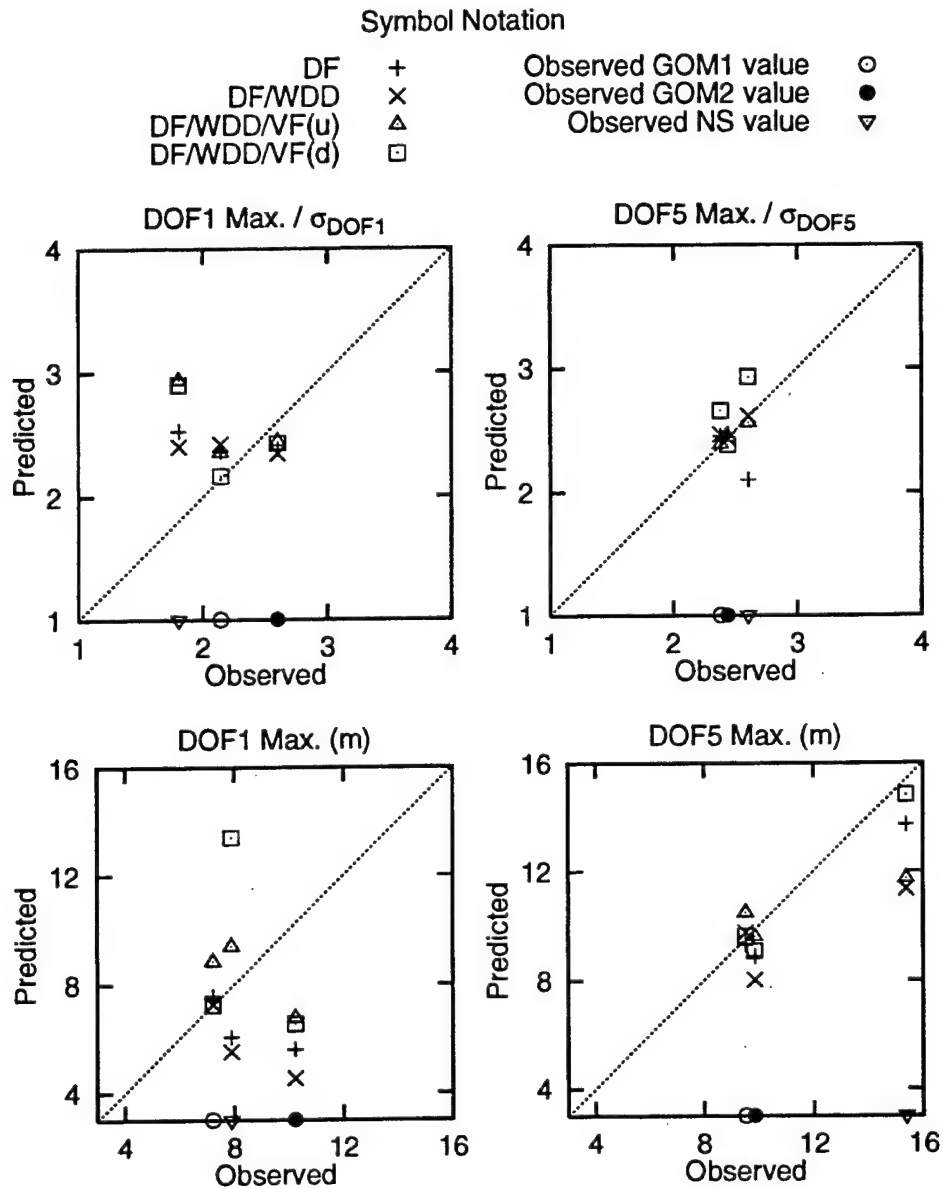 Symbol Notation
DF +
DF/WDD ×
DF/WDD/VF(u) △
DF/WDD/VF(d) ⊡
Observed GOM1 value ⊙
Observed GOM2 value ●
Observed NS value ▽
DOF1 Max. / σDOF1
4
3
2
1
Predicted
1 2 3 4
Observed
DOF5 Max. / σDOF5
4
3
2
1
Predicted
1 2 3 4
Observed
DOF1 Max. (m)
16
12
8
4
Predicted
4 8 12 16
Observed
DOF5 Max. (m)
16
12
8
4
Predicted
4 8 12 16
Observed